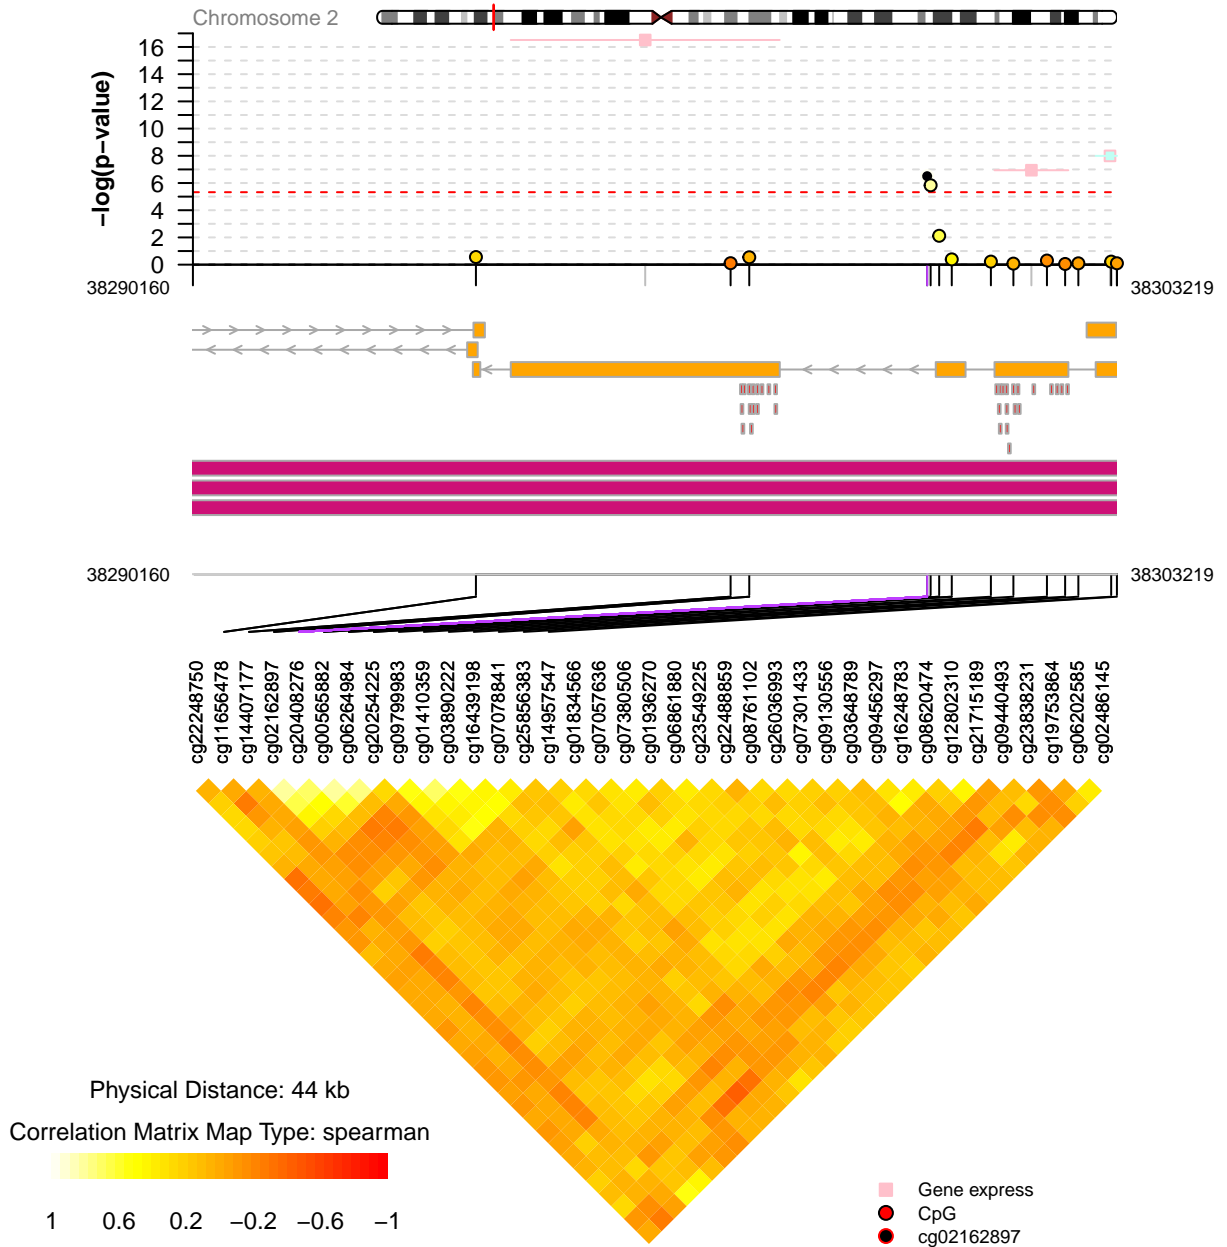 Chromosome 2
−log(p−value)
16
14
12
10
8
6
4
2
0
38290160
38303219
38290160
38303219
cg22248750
cg11656478
cg14407177
cg02162897
cg20408276
cg00565882
cg06264984
cg20254225
cg09799983
cg01410359
cg03890222
cg16439198
cg07078841
cg25856383
cg14957547
cg01834566
cg07057636
cg07380506
cg01936270
cg06861880
cg23549225
cg22488859
cg08761102
cg26036993
cg07301433
cg09130556
cg03648789
cg09456297
cg16248783
cg08620474
cg12802310
cg21715189
cg09440493
cg23838231
cg19753864
cg06202585
cg02486145
Physical Distance: 44 kb
Correlation Matrix Map Type: spearman
1 0.6 0.2 −0.2 −0.6 −1
Gene express
CpG
cg02162897